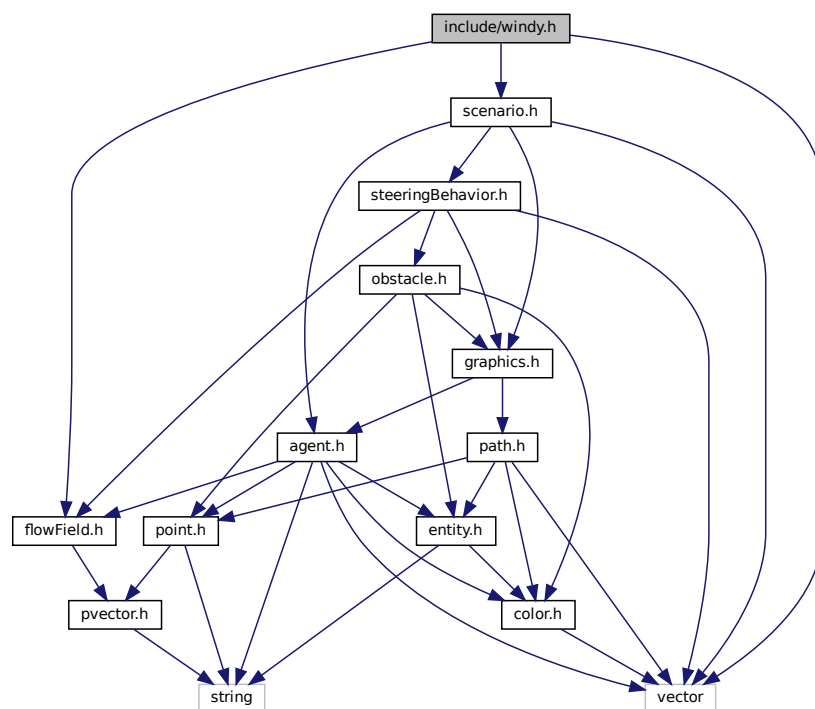 include/windy.h
scenario.h
steeringBehavior.h
obstacle.h
graphics.h
agent.h
path.h
flowField.h
point.h
entity.h
pvector.h
color.h
string
vector